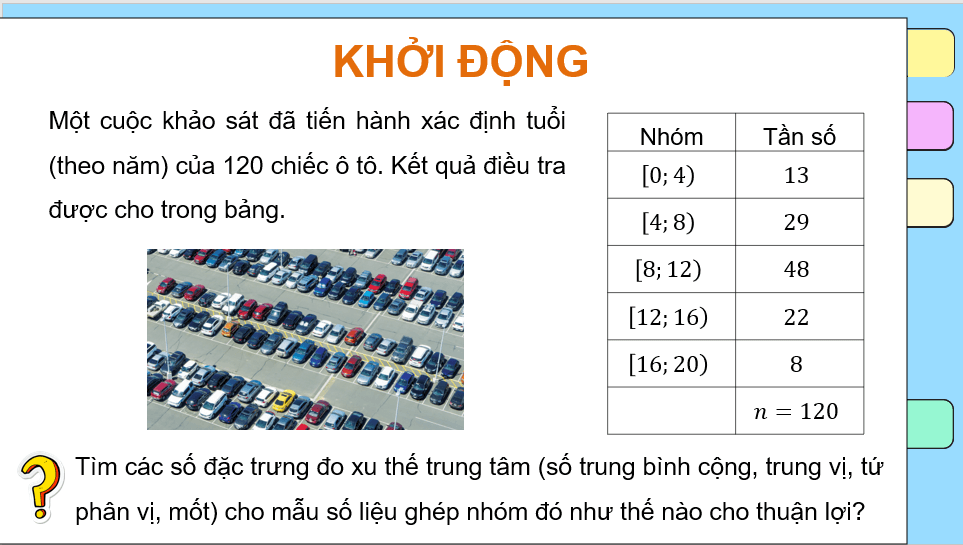 KHỞI ĐỘNG
Một cuộc khảo sát đã tiến hành xác định tuổi
(theo năm) của 120 chiếc ô tô. Kết quả điều tra
được cho trong bảng.
Nhóm Tần số
[0; 4) 13
[4; 8) 29
[8; 12) 48
[12; 16) 22
[16; 20) 8
n = 120
Tìm các số đặc trưng đo xu thế trung tâm (số trung bình cộng, trung vị, tứ
phân vị, mốt) cho mẫu số liệu ghép nhóm đó như thế nào cho thuận lợi?